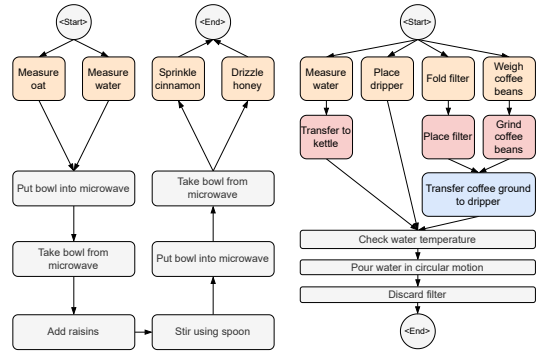 <Start>
Measure
oat
Measure
water
Put bowl into microwave
Take bowl from
microwave
Add raisins
Stir using spoon
Put bowl into microwave
Take bowl from
microwave
Sprinkle
cinnamon
Drizzle
honey
<End>
<Start>
Measure
water
Place
dripper
Fold filter
Weigh
coffee
beans
Transfer to
kettle
Place filter
Grind
coffee
beans
Transfer coffee ground
to dripper
Check water temperature
Pour water in circular motion
Discard filter
<End>